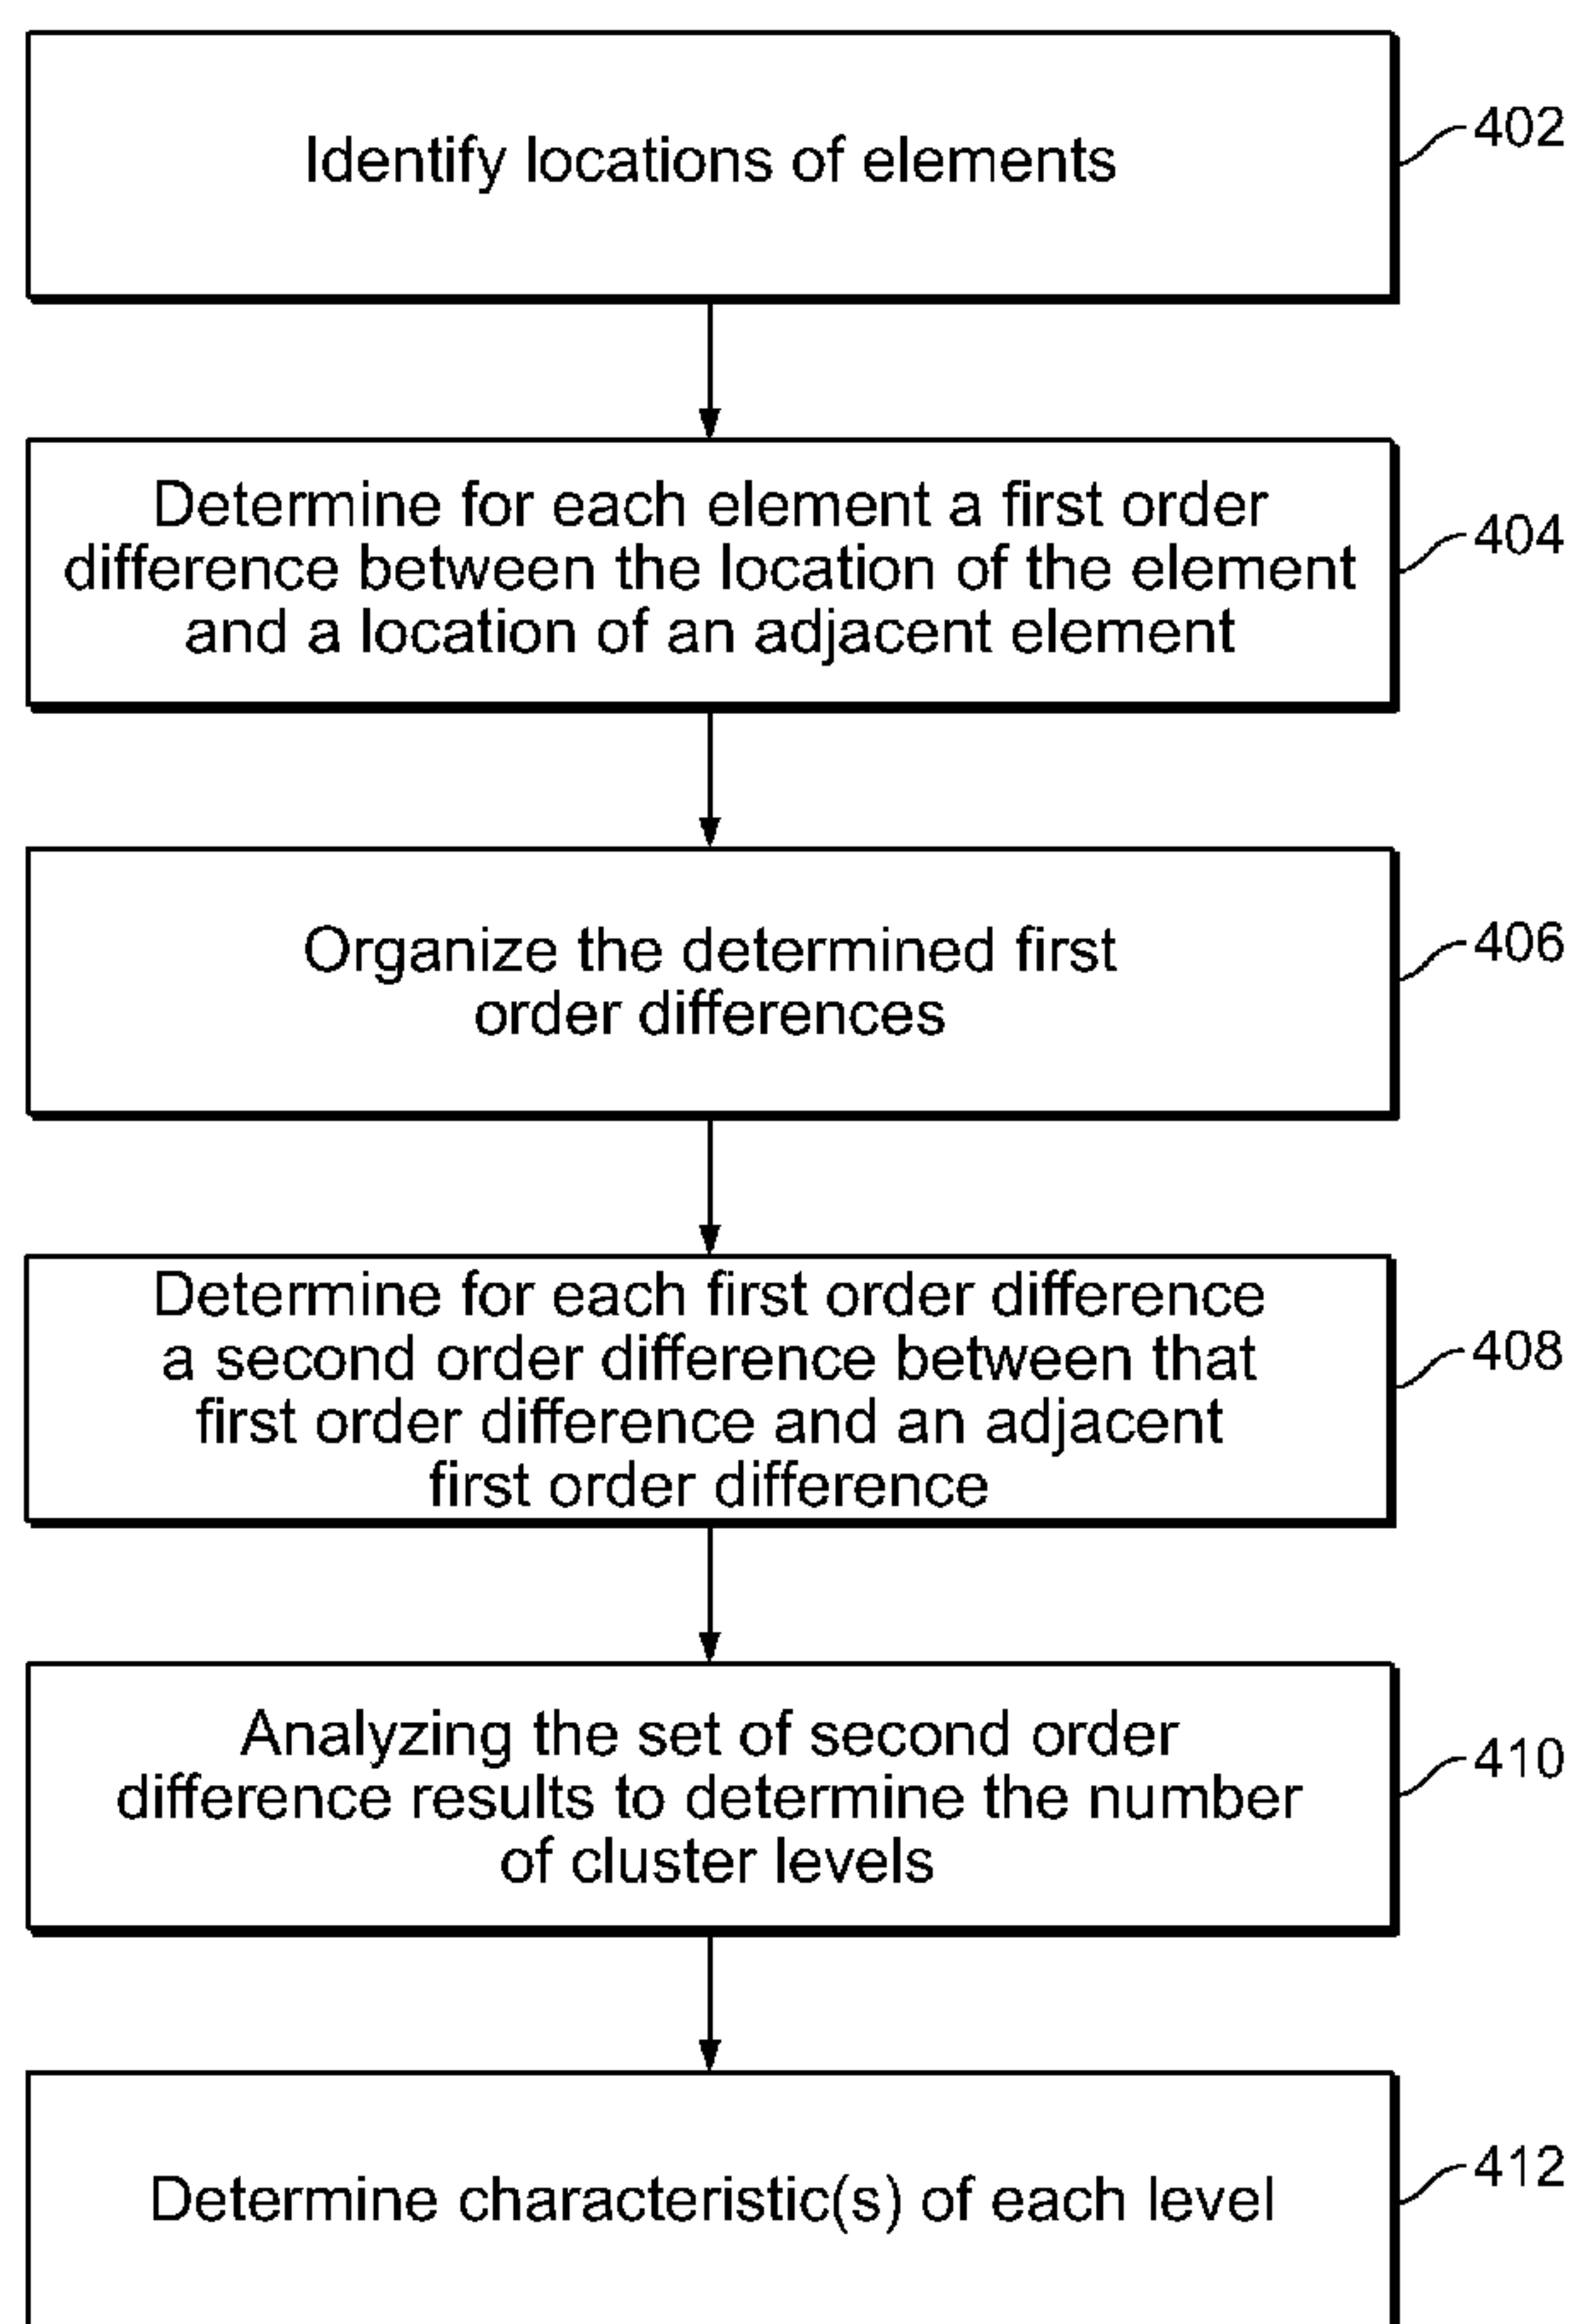 Identify locations of elements
402
Determine for each element a first order
difference between the location of the element
and a location of an adjacent element
404
Organize the determined first
order differences
406
Determine for each first order difference
a second order difference between that
first order difference and an adjacent
first order difference
408
Analyzing the set of second order
difference results to determine the number
of cluster levels
410
Determine characteristic(s) of each level
412